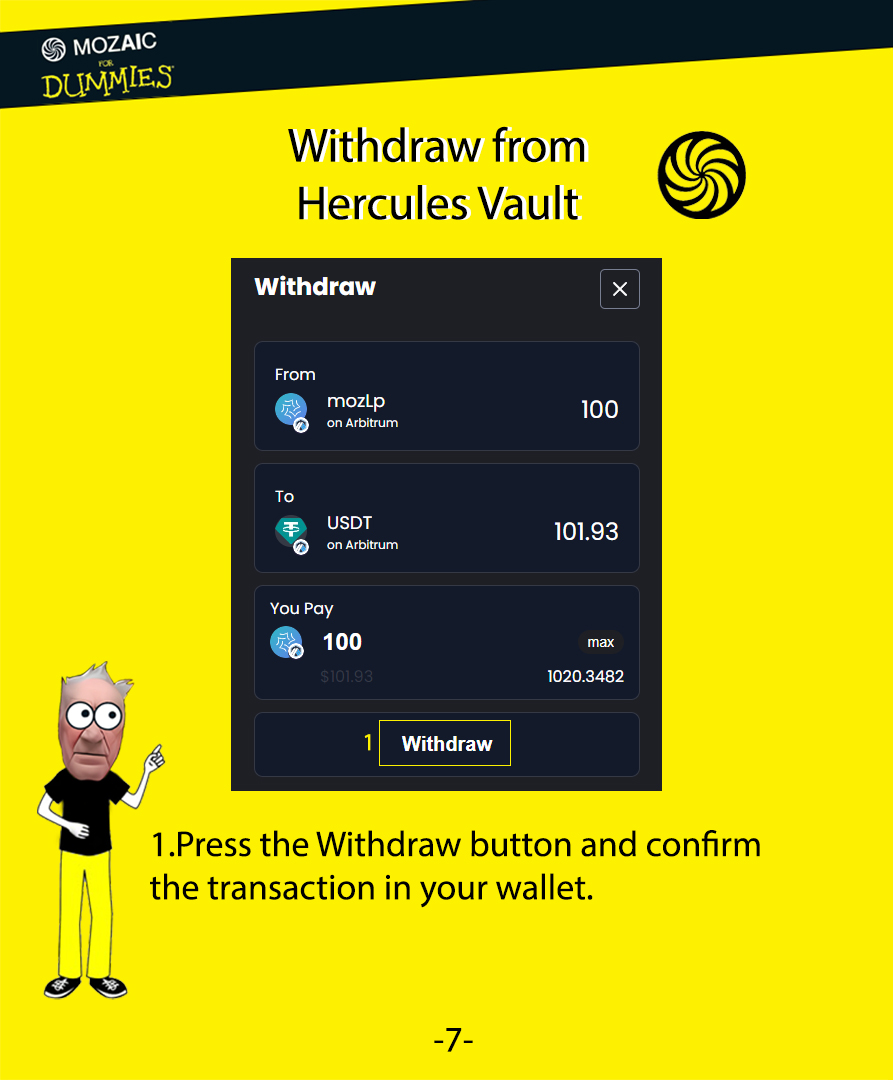 MOZAIC
FOR
DUMMIES
Withdraw from
Hercules Vault
Withdraw
From
mozLp
on Arbitrum
100
To
USDT
on Arbitrum
101.93
You Pay
100
max
$101.93
1020.3482
1 Withdraw
1.Press the Withdraw button and confirm
the transaction in your wallet.
-7-